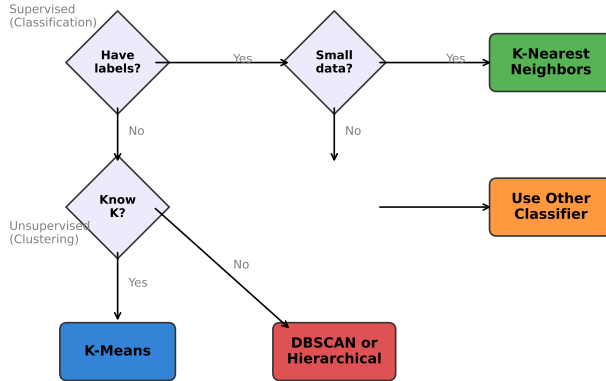 Supervised
(Classification)
Have
labels?
Yes
Small
data?
Yes
K-Nearest
Neighbors
No
No
Know
K?
Use Other
Classifier
Unsupervised
(Clustering)
Yes
No
K-Means
DBSCAN or
Hierarchical